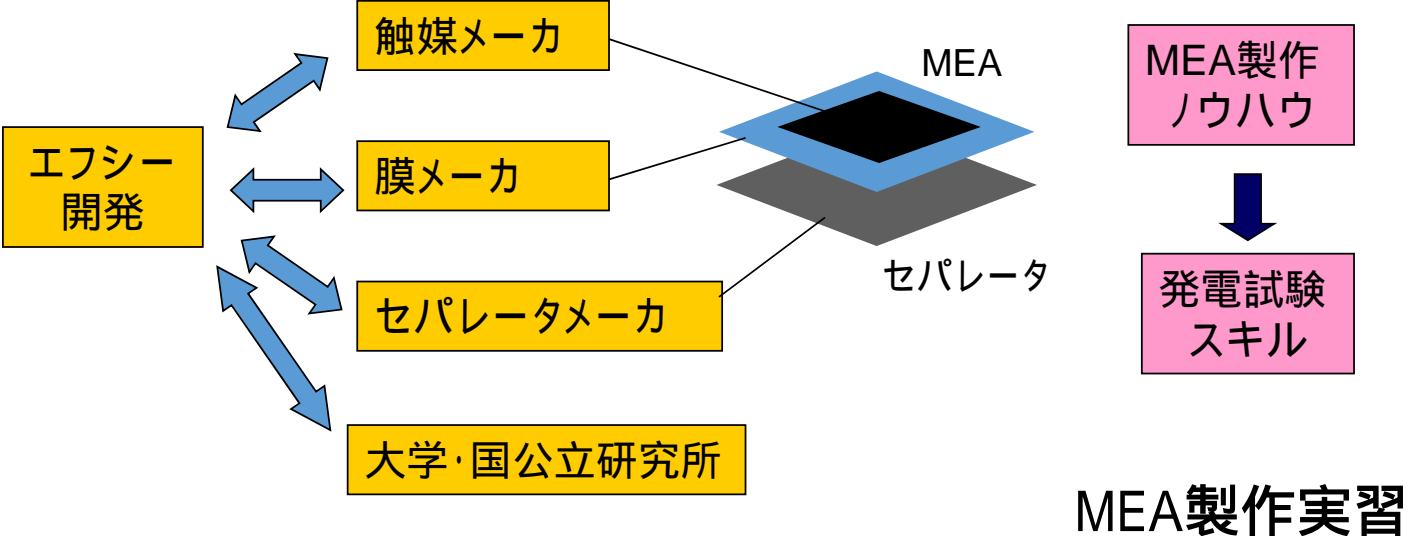 触媒メーカ
MEA
MEA製作
ノウハウ
エフシー
開発
膜メーカ
セパレータ
発電試験
スキル
セパレータメーカ
大学・国公立研究所
MEA製作実習